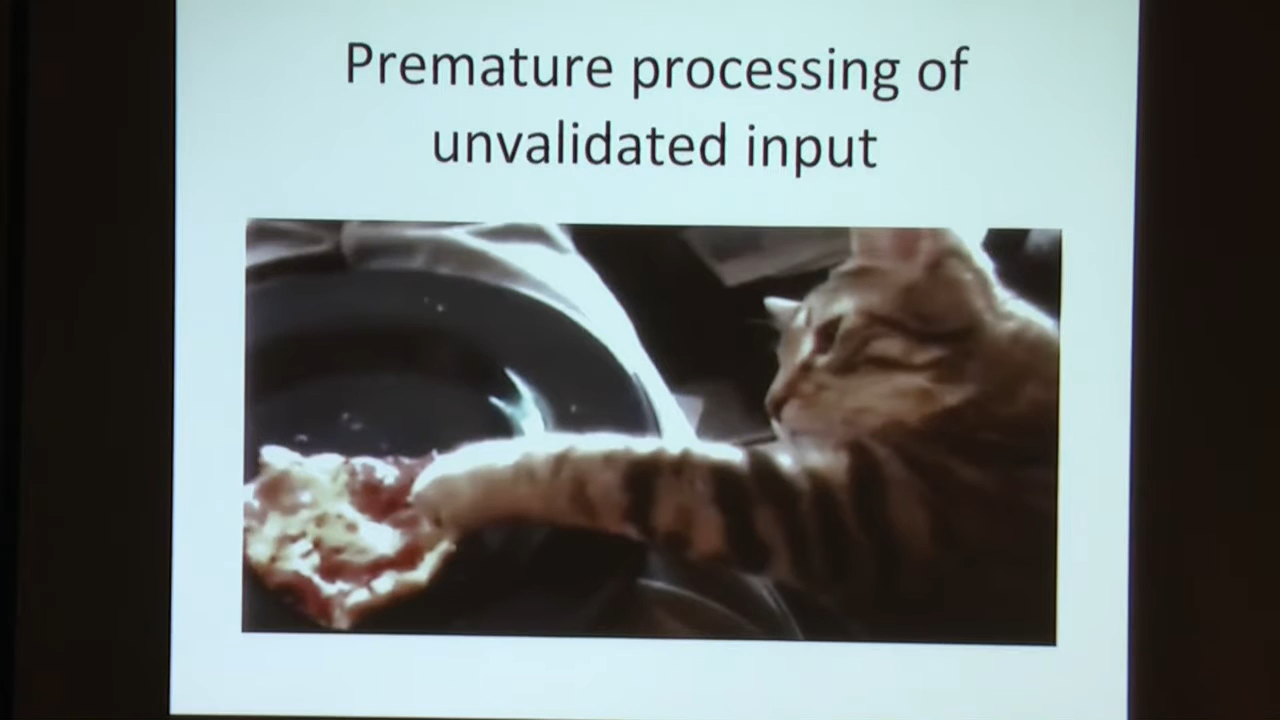 Premature processing of
unvalidated input